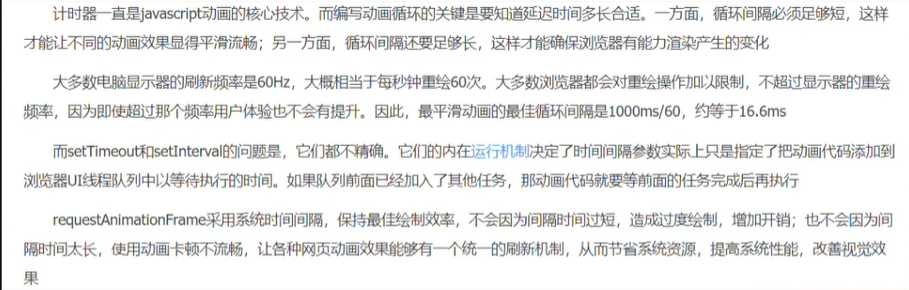 计时器一直是javascript动画的核心技术。而编写动画循环的关键是要知道延迟时间多长合适。一方面，循环间隔必须足够短，这样
才能让不同的动画效果显得平滑流畅；另一方面，循环间隔还要足够长，这样才能确保浏览器有能力渲染产生的变化
大多数电脑显示器的刷新频率是60Hz，大概相当于每秒钟重绘60次。大多数浏览器都会对重绘操作加以限制，不超过显示器的重绘
频率，因为即使超过那个频率用户体验也不会有提升。因此，最平滑动画的最佳循环间隔是1000ms/60，约等于16.6ms
而setTimeout和setInterval的问题是，它们都不精确。它们的内在运行机制决定了时间间隔参数实际上只是指定了把动画代码添加到
浏览器UI线程队列中以等待执行的时间。如果队列前面已经加入了其他任务，那动画代码就要等前面的任务完成后再执行
requestAnimationFrame采用系统时间间隔，保持最佳绘制效率，不会因为间隔时间过短，造成过度绘制，增加开销；也不会因为间
隔时间太长，使用动画卡顿不流畅，让各种网页动画效果能够有一个统一的刷新机制，从而节省系统资源，提高系统性能，改善视觉效
果